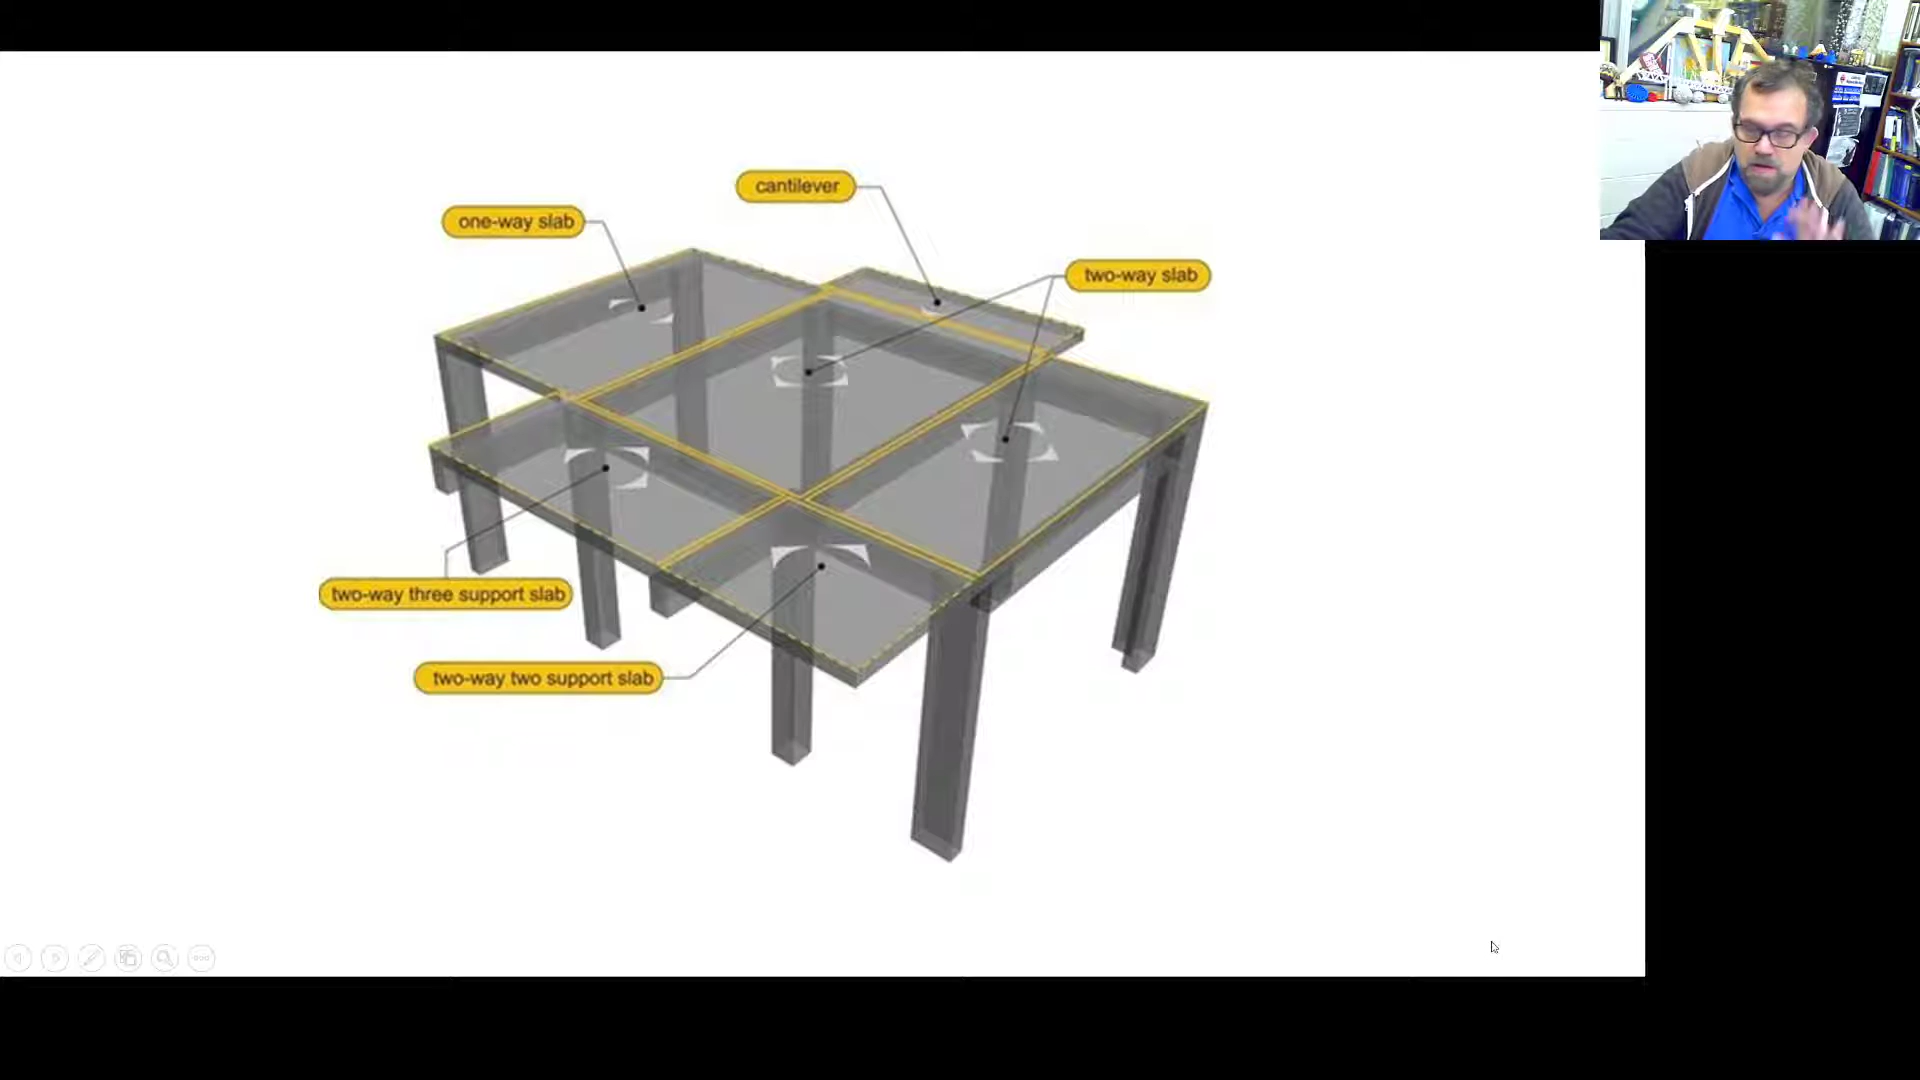 cantilever
one-way slab
two-way slab
two-way three support slab
two-way two support slab